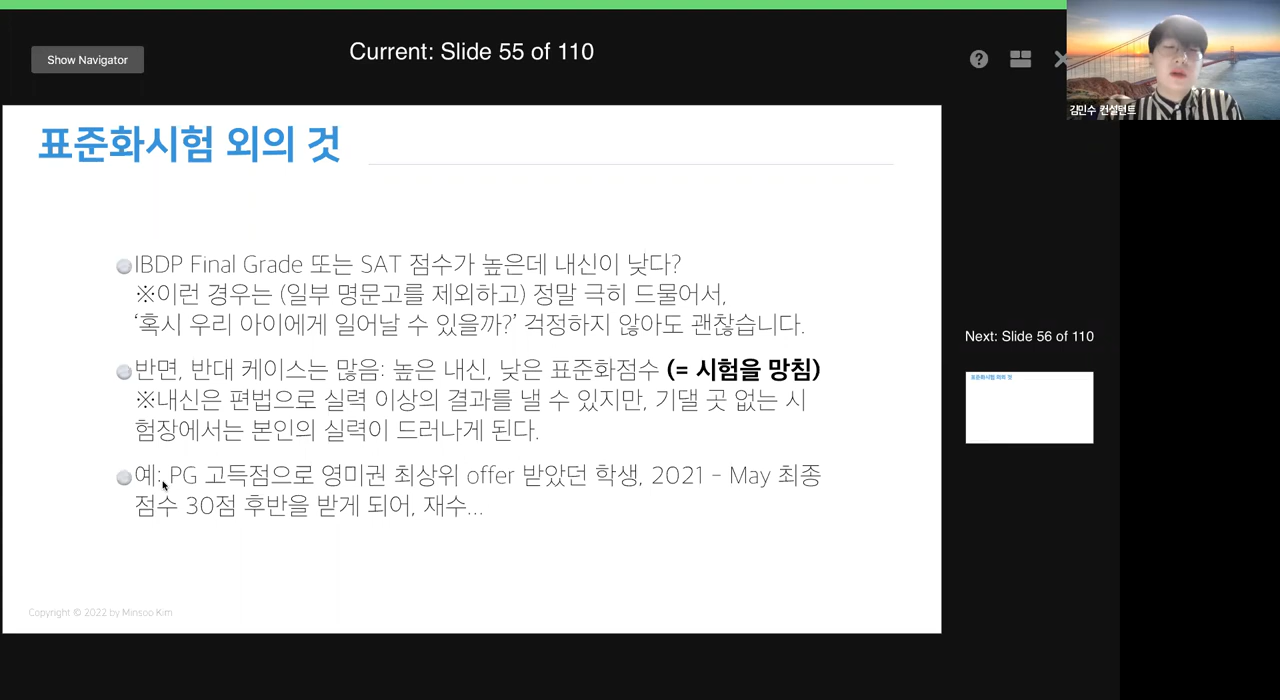 Show Navigator
Current: Slide 55 of 110
?
김민수 컨설턴트
표준화시험 외의 것
IBDP Final Grade 또는 SAT 점수가 높은데 내신이 낮다?
※이런 경우는 (일부 명문고를 제외하고) 정말 극히 드물어서,
‘혹시 우리 아이에게 일어날 수 있을까?’ 걱정하지 않아도 괜찮습니다.
반면, 반대 케이스는 많음: 높은 내신, 낮은 표준화점수 (= 시험을 망침)
※내신은 편법으로 실력 이상의 결과를 낼 수 있지만, 기댈 곳 없는 시
험장에서는 본인의 실력이 드러나게 된다.
예: PG 고득점으로 영미권 최상위 offer 받았던 학생, 2021 – May 최종
점수 30점 후반을 받게 되어, 재수...
Copyright © 2022 by Minsoo Kim
Next: Slide 56 of 110
표준화시험 외의 것